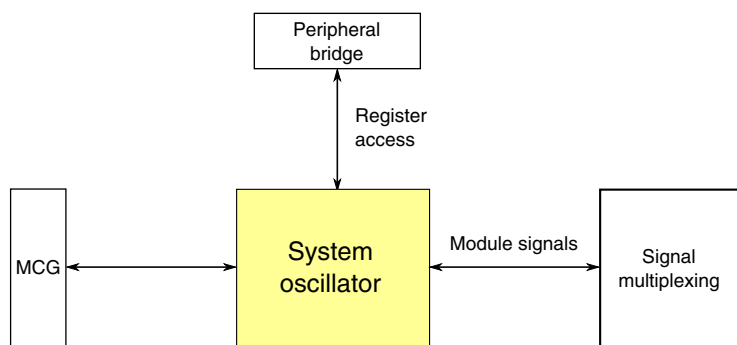 Peripheral
bridge
Register
access
System
oscillator
MCG
Module signals
Signal
multiplexing